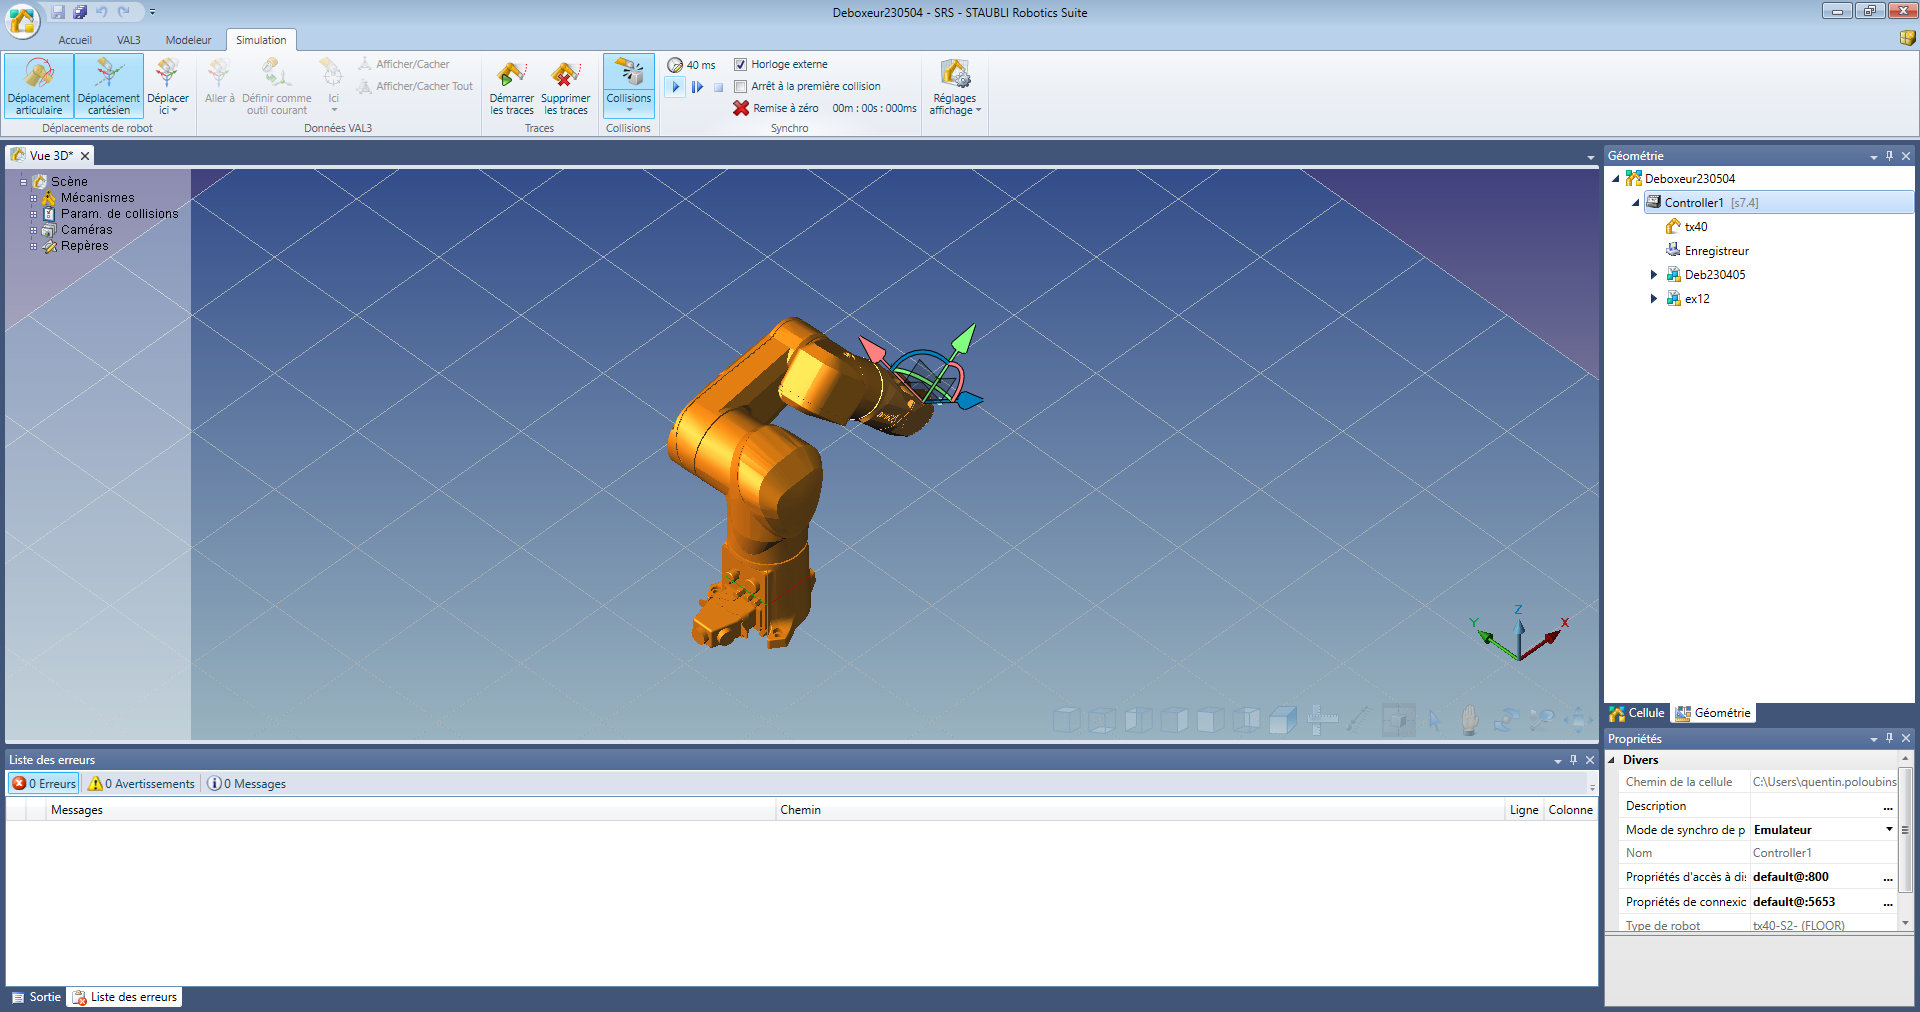 Deboxeur230504 - SRS - STAUBLI Robotics Suite
Accueil
VAL3
Modeleur
Simulation
Déplacement articulaire
Déplacement cartésien
Déplacer ici
Déplacements de robot
Aller à
Définir comme outil courant
Ici
Afficher/Cacher
Afficher/Cacher Tout
Données VAL3
Démarrer les traces
Supprimer les traces
Traces
Collisions
Collisions
40 ms
Horloge externe
Arrêt à la première collision
Remise à zéro 00m : 00s : 000ms
Synchro
Réglages affichage
Vue 3D*
Scène
Mécanismes
Param. de collisions
Caméras
Repères
Z
Y
X
Géométrie
Deboxeur230504
Controller1 [s7.4]
tx40
Enregistreur
Deb230405
ex12
Cellule
Géométrie
Propriétés
Divers
Chemin de la cellule C:\Users\quentin.poloubins
Description ...
Mode de synchro de p Emulateur
Nom Controller1
Propriétés d'accès à di default@:800 ...
Propriétés de connexic default@:5653 ...
Type de robot tx40-S2- (FLOOR)
Liste des erreurs
0 Erreurs
0 Avertissements
0 Messages
Messages
Chemin
Ligne
Colonne
Sortie
Liste des erreurs